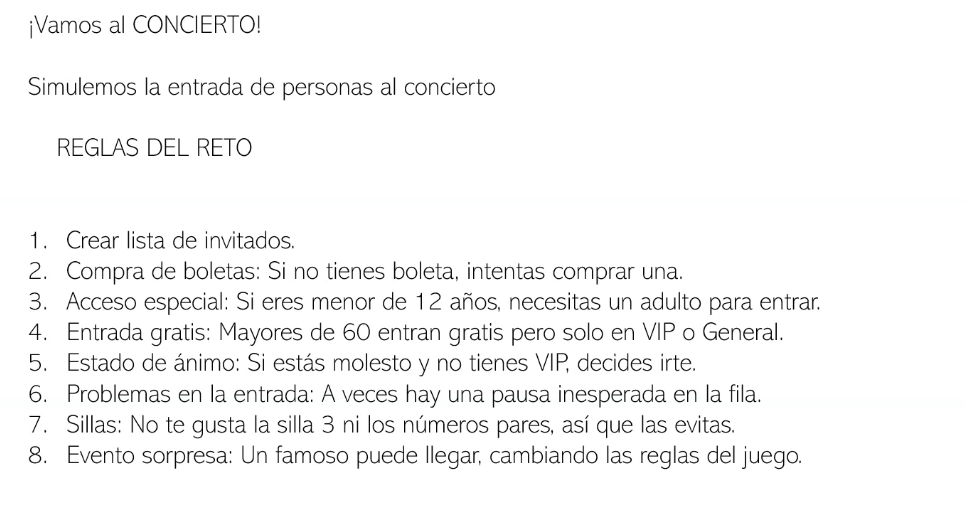 ¡Vamos al CONCIERTO!
Simulemos la entrada de personas al concierto
REGLAS DEL RETO
1. Crear lista de invitados.
2. Compra de boletas: Si no tienes boleta, intentas comprar una.
3. Acceso especial: Si eres menor de 12 años, necesitas un adulto para entrar.
4. Entrada gratis: Mayores de 60 entran gratis pero solo en VIP o General.
5. Estado de ánimo: Si estás molesto y no tienes VIP, decides irte.
6. Problemas en la entrada: A veces hay una pausa inesperada en la fila.
7. Sillas: No te gusta la silla 3 ni los números pares, así que las evitas.
8. Evento sorpresa: Un famoso puede llegar, cambiando las reglas del juego.